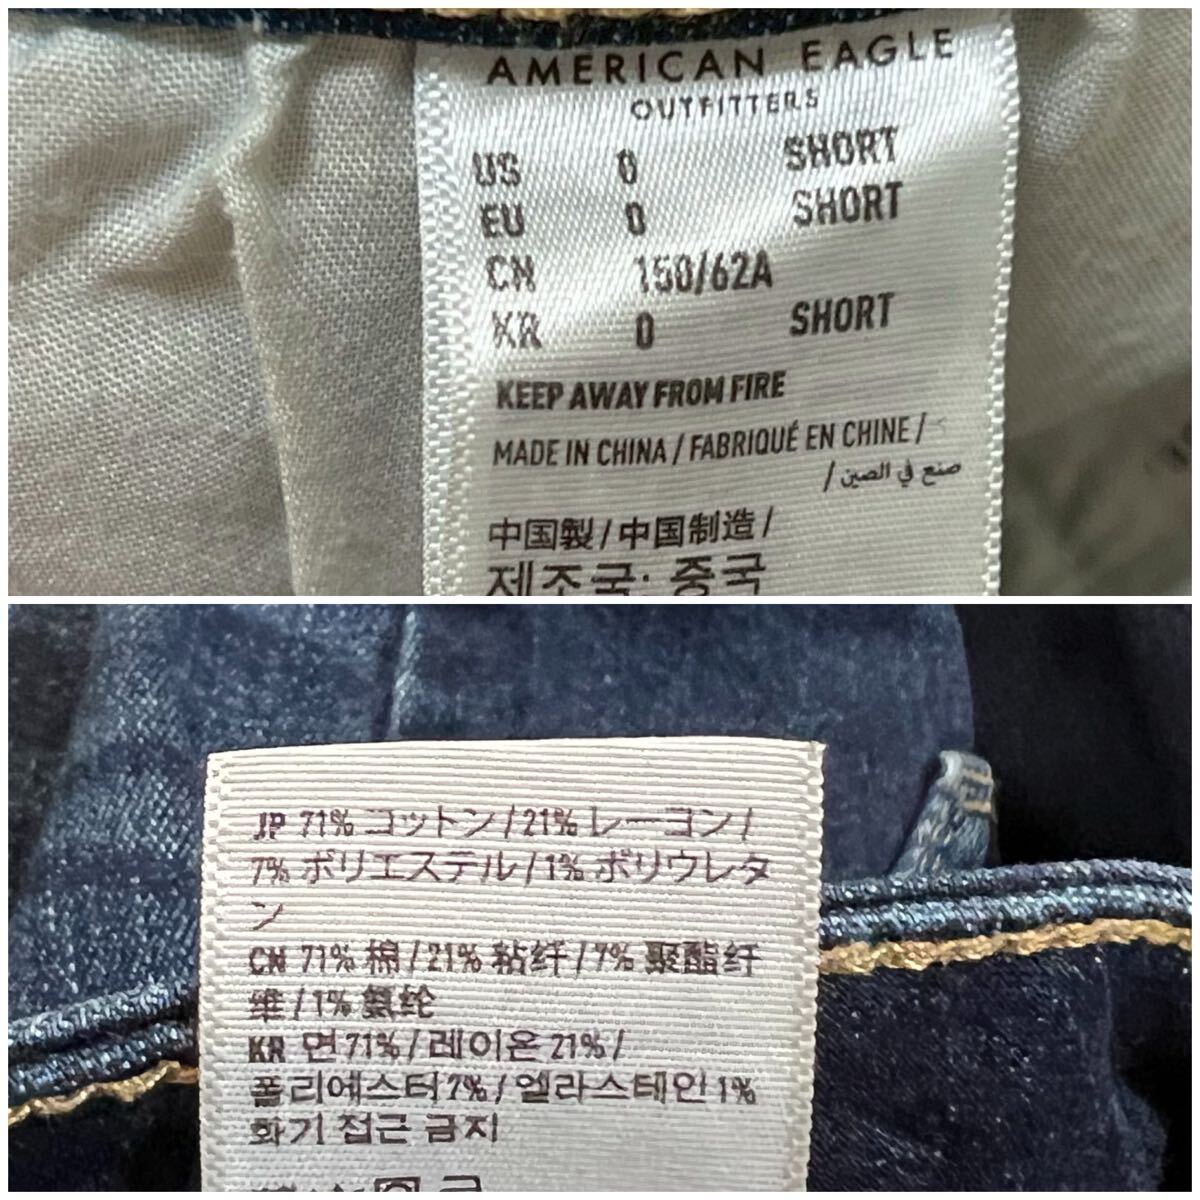 AMERICAN EAGLE
OUTFITTERS
US 0 SHORT
EU 0 SHORT
CN 150/62A
KR 0 SHORT
KEEP AWAY FROM FIRE
MADE IN CHINA / FABRIQUÉ EN CHINE /
صنع في الصين /
中国製 / 中国制造 /
제조국: 중국
JP 71% コットン / 21% レーヨン /
7% ポリエステル / 1% ポリウレタ
ン
CN 71% 棉 / 21% 粘纤 / 7% 聚酯纤
维 / 1% 氨纶
KR 면 71% / 레이온 21% /
폴리에스터 7% / 엘라스테인 1%
화기 접근 금지